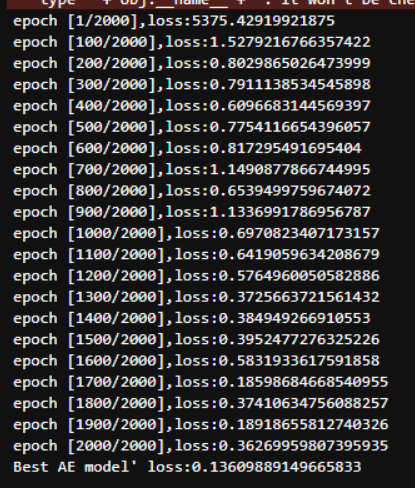 type " + obj.__name__ + ". It won't be che
epoch [1/2000],loss:5375.42919921875
epoch [100/2000],loss:1.5279216766357422
epoch [200/2000],loss:0.8029865026473999
epoch [300/2000],loss:0.7911138534545898
epoch [400/2000],loss:0.6096683144569397
epoch [500/2000],loss:0.7754116654396057
epoch [600/2000],loss:0.817295491695404
epoch [700/2000],loss:1.1490877866744995
epoch [800/2000],loss:0.6539499759674072
epoch [900/2000],loss:1.1336991786956787
epoch [1000/2000],loss:0.6970823407173157
epoch [1100/2000],loss:0.6419059634208679
epoch [1200/2000],loss:0.5764960050582886
epoch [1300/2000],loss:0.3725663721561432
epoch [1400/2000],loss:0.384949266910553
epoch [1500/2000],loss:0.3952477276325226
epoch [1600/2000],loss:0.5831933617591858
epoch [1700/2000],loss:0.18598684668540955
epoch [1800/2000],loss:0.37410634756088257
epoch [1900/2000],loss:0.18918655812740326
epoch [2000/2000],loss:0.36269959807395935
Best AE model' loss:0.13609889149665833